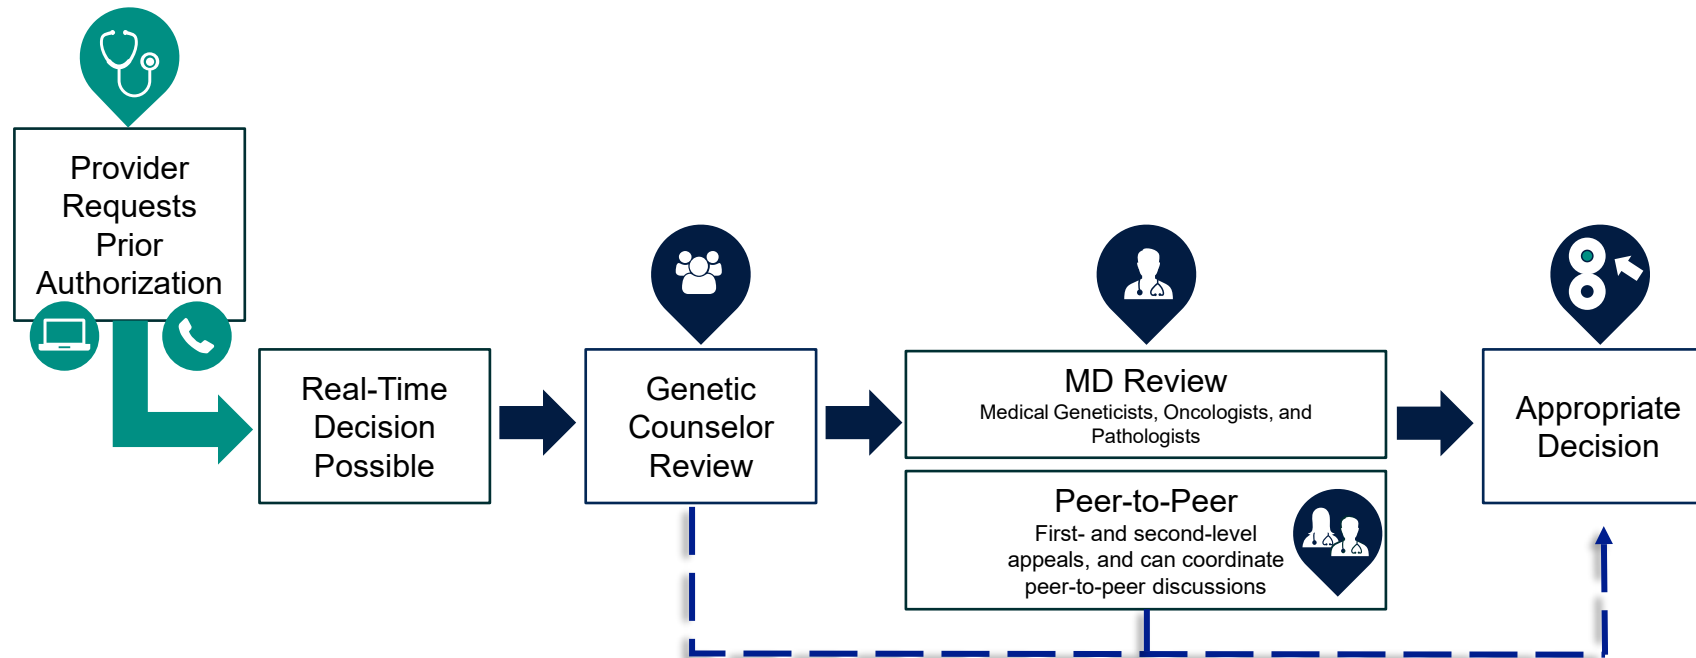 Provider
Requests
Prior
Authorization
Real-Time
Decision
Possible
Genetic
Counselor
Review
MD Review
Medical Geneticists, Oncologists, and
Pathologists
Peer-to-Peer
First- and second-level
appeals, and can coordinate
peer-to-peer discussions
Appropriate
Decision